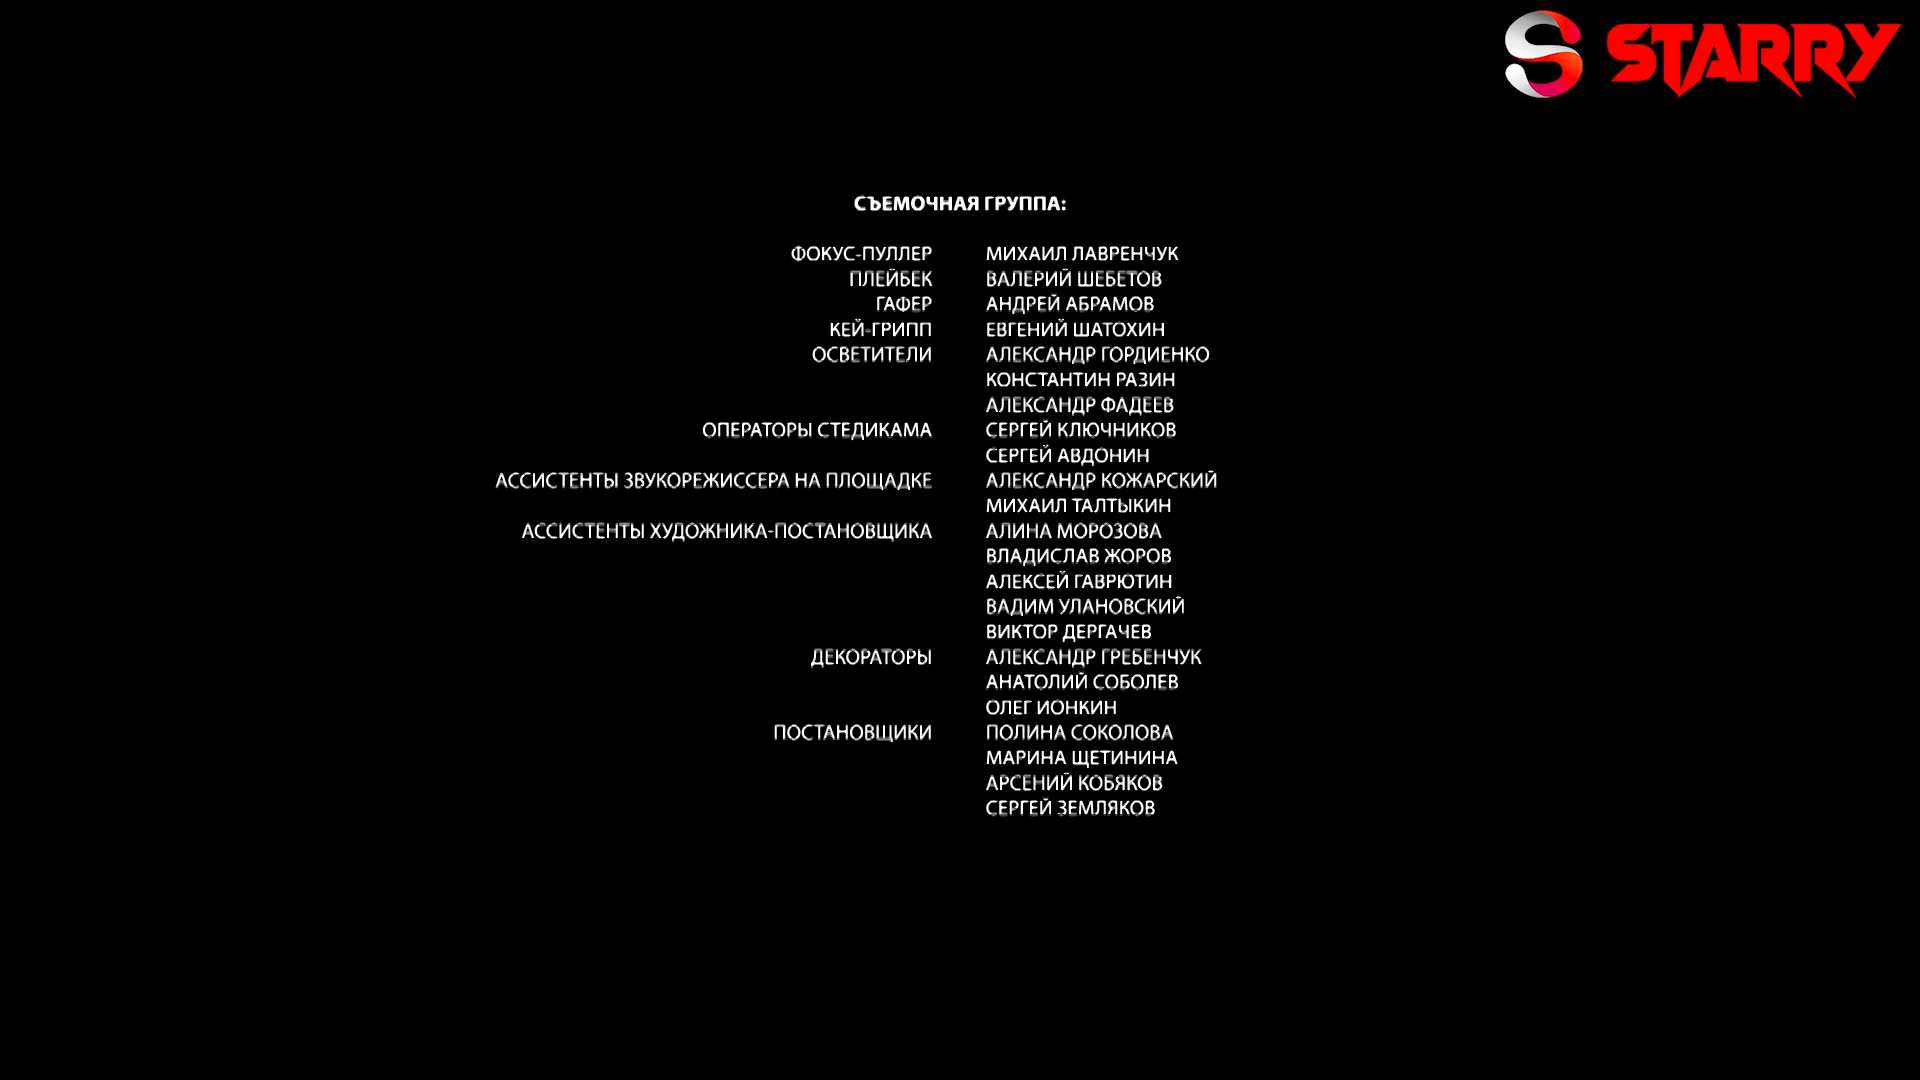 STARRY
СЪЕМОЧНАЯ ГРУППА:
ФОКУС-ПУЛЛЕР МИХАИЛ ЛАВРЕНЧУК
ПЛЕЙБЕК ВАЛЕРИЙ ШЕБЕТОВ
ГАФЕР АНДРЕЙ АБРАМОВ
КЕЙ-ГРИПП ЕВГЕНИЙ ШАТОХИН
ОСВЕТИТЕЛИ АЛЕКСАНДР ГОРДИЕНКО
КОНСТАНТИН РАЗИН
АЛЕКСАНДР ФАДЕЕВ
ОПЕРАТОРЫ СТЕДИКАМА СЕРГЕЙ КЛЮЧНИКОВ
СЕРГЕЙ АВДОНИН
АССИСТЕНТЫ ЗВУКОРЕЖИССЕРА НА ПЛОЩАДКЕ АЛЕКСАНДР КОЖАРСКИЙ
МИХАИЛ ТАЛТЫКИН
АССИСТЕНТЫ ХУДОЖНИКА-ПОСТАНОВЩИКА АЛИНА МОРОЗОВА
ВЛАДИСЛАВ ЖОРОВ
АЛЕКСЕЙ ГАВРЮТИН
ВАДИМ УЛАНОВСКИЙ
ВИКТОР ДЕРГАЧЕВ
ДЕКОРАТОРЫ АЛЕКСАНДР ГРЕБЕНЧУК
АНАТОЛИЙ СОБОЛЕВ
ОЛЕГ ИОНКИН
ПОСТАНОВЩИКИ ПОЛИНА СОКОЛОВА
МАРИНА ЩЕТИНИНА
АРСЕНИЙ КОБЯКОВ
СЕРГЕЙ ЗЕМЛЯКОВ